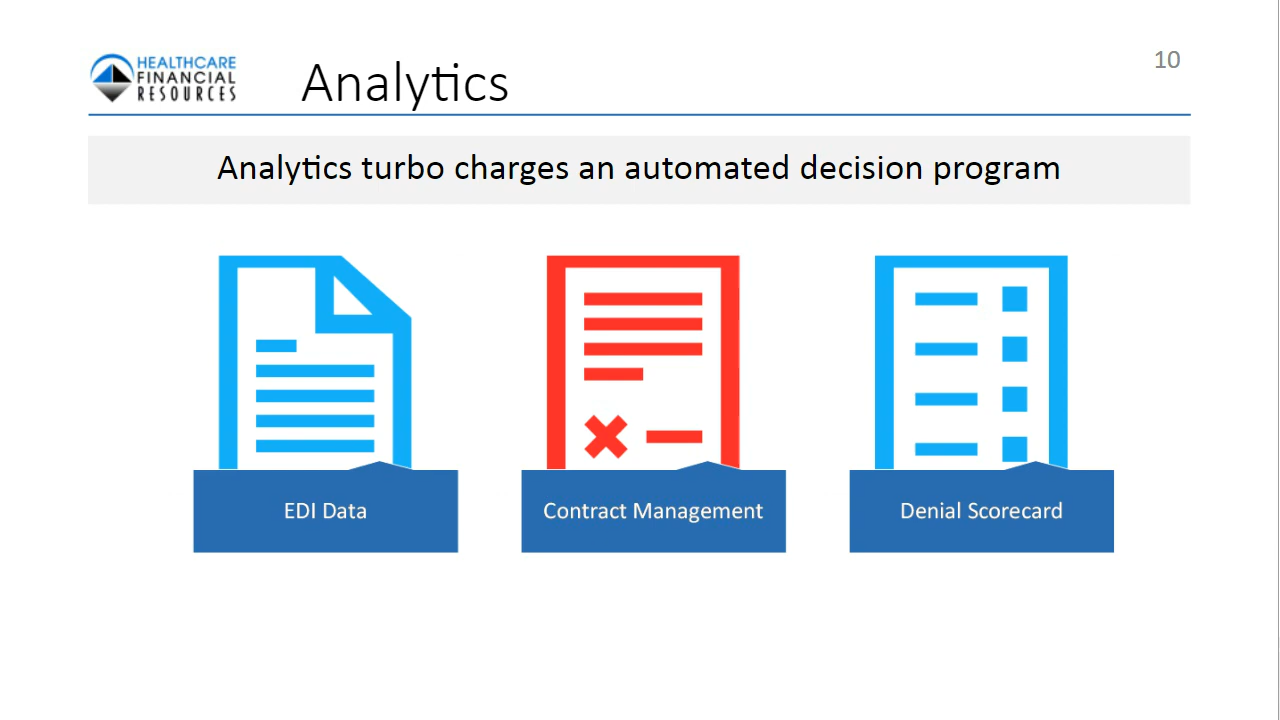 HEALTHCARE
FINANCIAL
RESOURCES
Analytics
10
Analytics turbo charges an automated decision program
EDI Data
Contract Management
Denial Scorecard